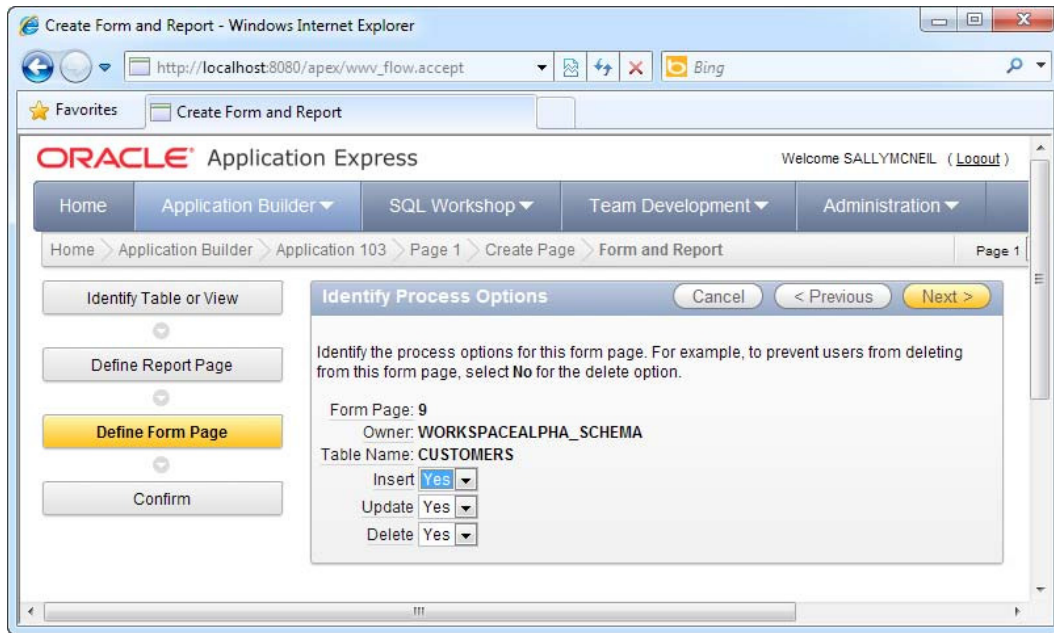 Create Form and Report - Windows Internet Explorer
http://localhost:8080/apex/wwv_flow.accept
Bing
Favorites
Create Form and Report
ORACLE Application Express
Welcome SALLYMCNEIL ( Logout )
Home Application Builder SQL Workshop Team Development Administration
Home Application Builder Application 103 Page 1 Create Page Form and Report Page 1
Identify Table or View
Define Report Page
Define Form Page
Confirm
Identify Process Options
Cancel < Previous Next >
Identify the process options for this form page. For example, to prevent users from deleting
from this form page, select No for the delete option.
Form Page: 9
Owner: WORKSPACEALPHA_SCHEMA
Table Name: CUSTOMERS
Insert Yes
Update Yes
Delete Yes